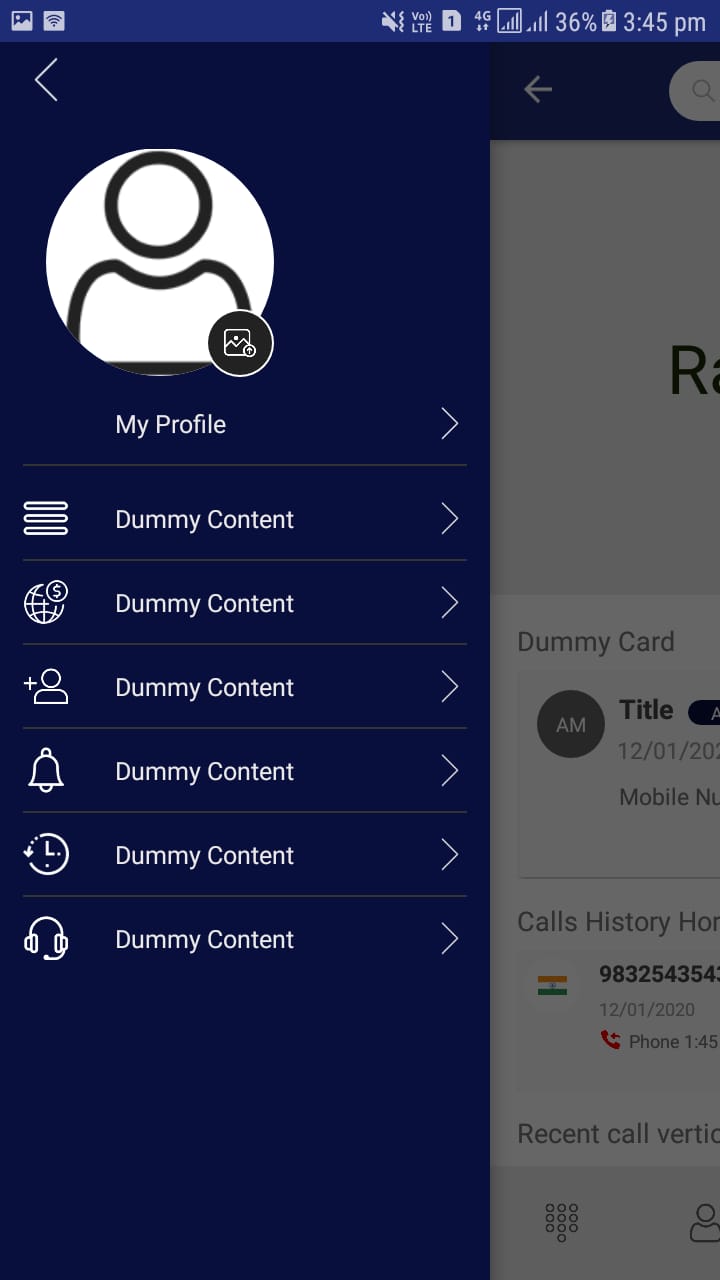 Vo) LTE 1 4G 36% 3:45 pm
My Profile
Dummy Content
$
Dummy Content
Dummy Content
Dummy Content
Dummy Content
Dummy Content
Ra
Dummy Card
AM
Title
A
12/01/202
Mobile Nu
Calls History Hor
983254354
12/01/2020
Phone 1:45
Recent call vertic